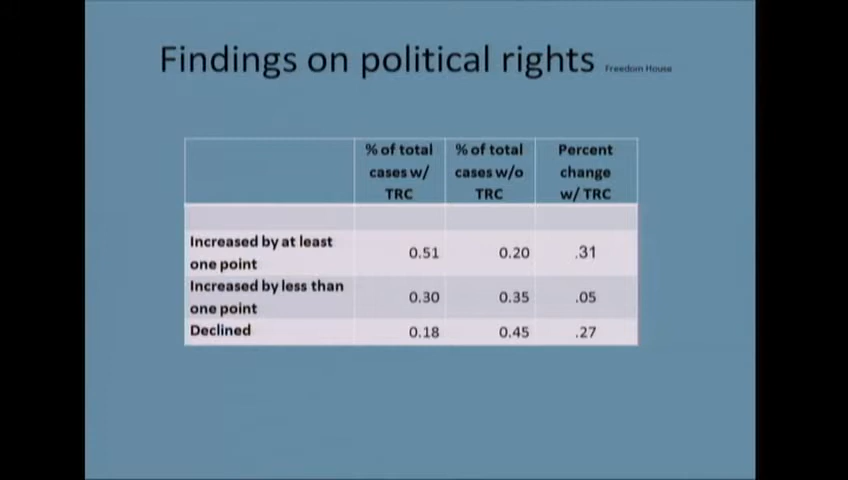 Findings on political rights Freedom House
% of total cases w/ TRC
% of total cases w/o TRC
Percent change w/ TRC
Increased by at least one point 0.51 0.20 .31
Increased by less than one point 0.30 0.35 .05
Declined 0.18 0.45 .27